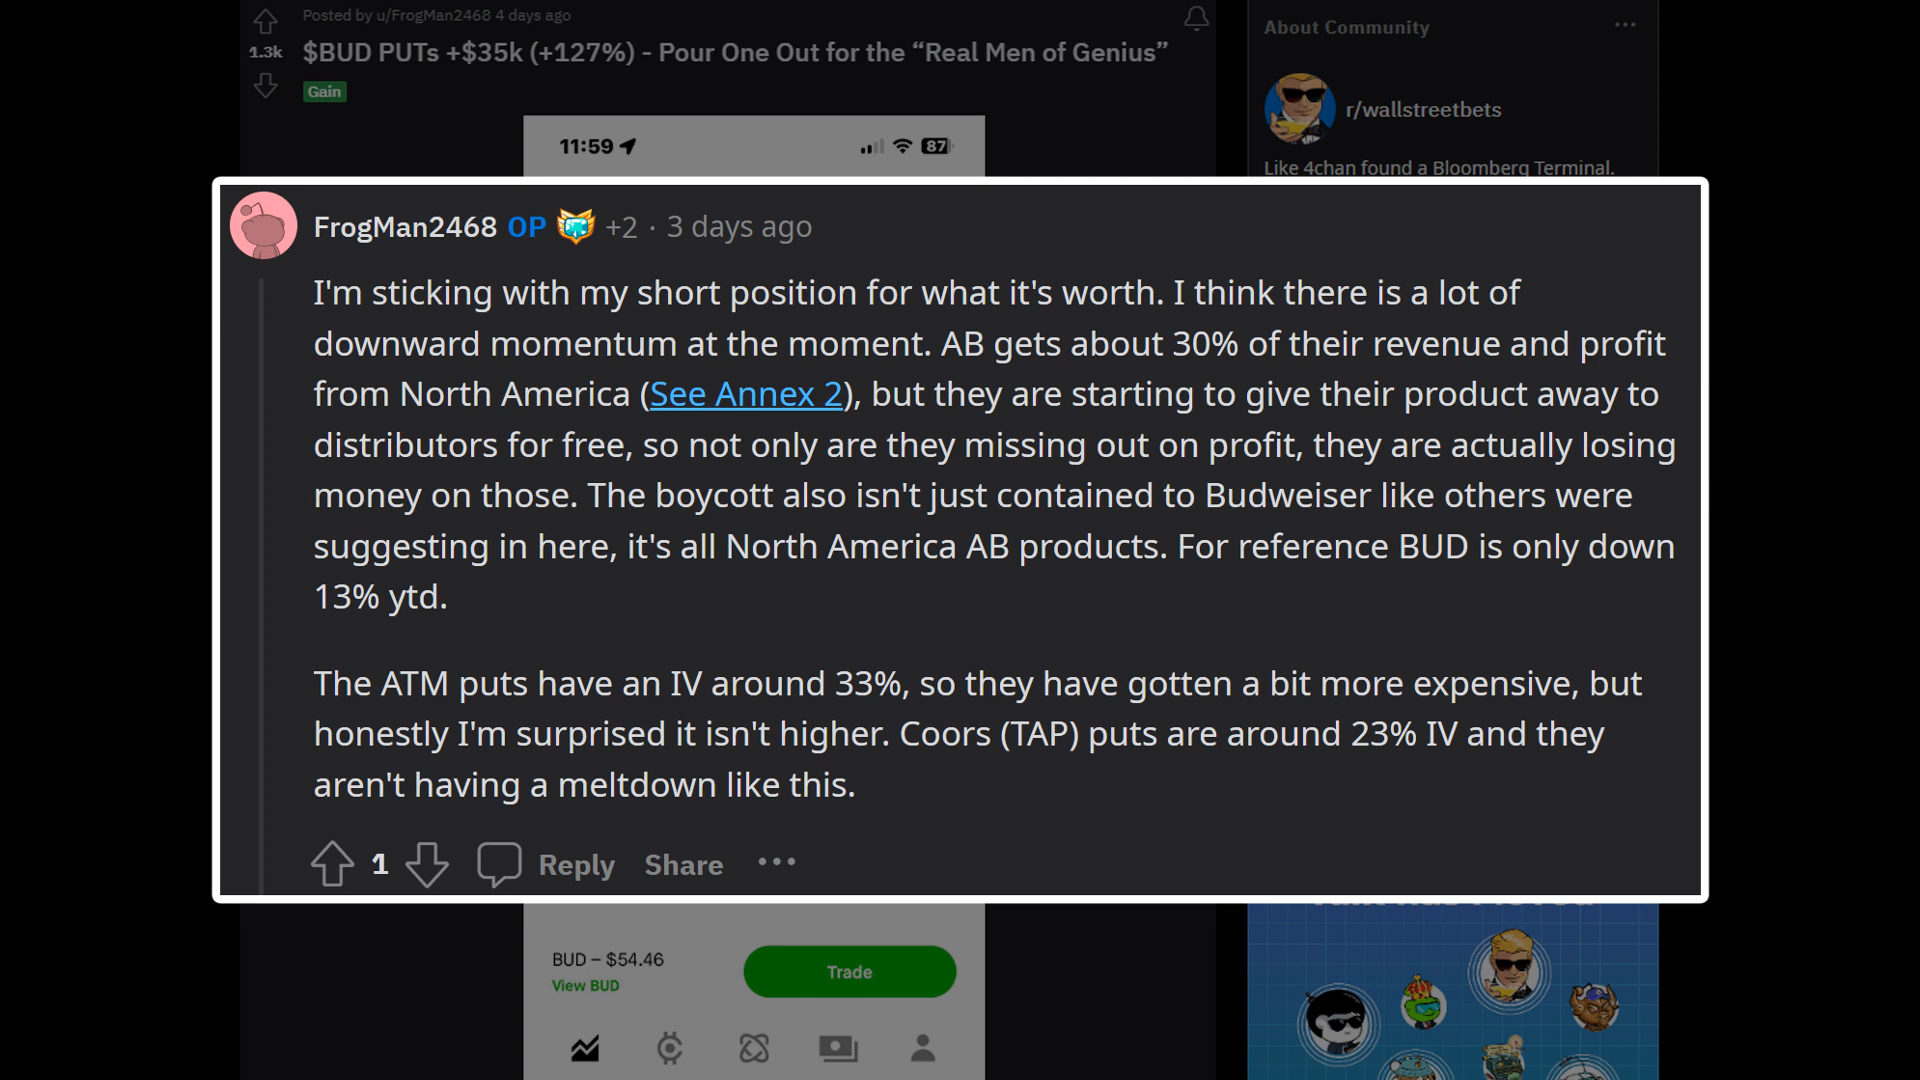 Posted by u/FrogMan2468 4 days ago
1.3k
$BUD PUTs +$35k (+127%) - Pour One Out for the “Real Men of Genius”
Gain
About Community
r/wallstreetbets
Like 4chan found a Bloomberg Terminal.
11:59
87
FrogMan2468 OP +2 · 3 days ago
I'm sticking with my short position for what it's worth. I think there is a lot of
downward momentum at the moment. AB gets about 30% of their revenue and profit
from North America (See Annex 2), but they are starting to give their product away to
distributors for free, so not only are they missing out on profit, they are actually losing
money on those. The boycott also isn't just contained to Budweiser like others were
suggesting in here, it's all North America AB products. For reference BUD is only down
13% ytd.
The ATM puts have an IV around 33%, so they have gotten a bit more expensive, but
honestly I'm surprised it isn't higher. Coors (TAP) puts are around 23% IV and they
aren't having a meltdown like this.
1 Reply Share
BUD – $54.46
View BUD
Trade